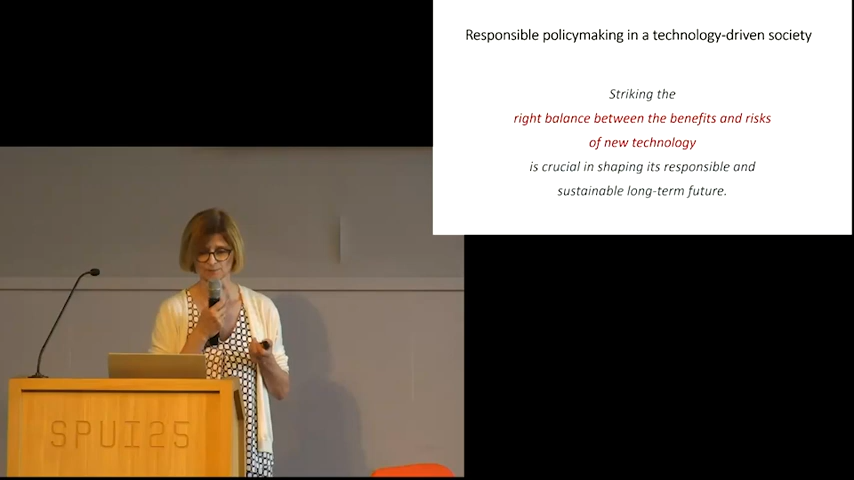 Responsible policymaking in a technology-driven society
Striking the
right balance between the benefits and risks
of new technology
is crucial in shaping its responsible and
sustainable long-term future.
SPUI25